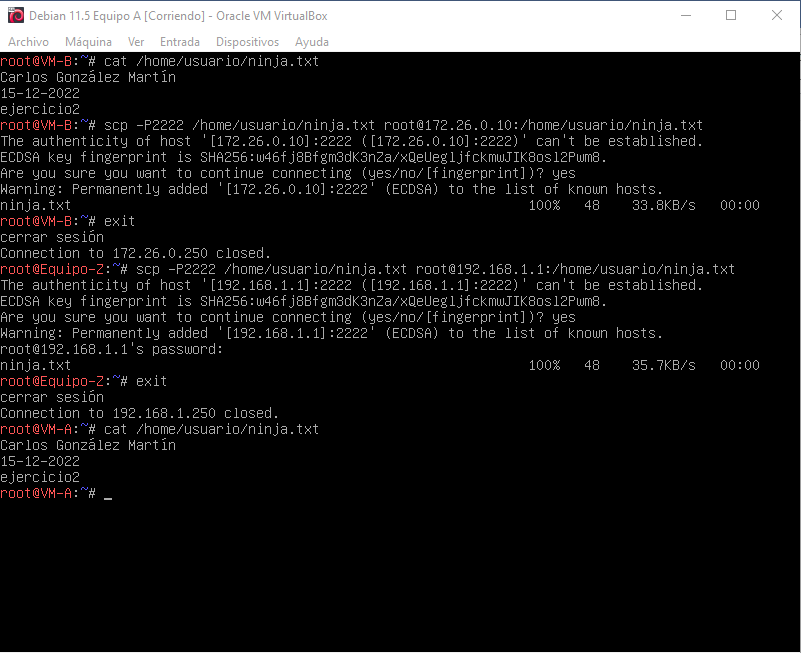 Debian 11.5 Equipo A [Corriendo] - Oracle VM VirtualBox
Archivo Máquina Ver Entrada Dispositivos Ayuda
root@VM-B:~# cat /home/usuario/ninja.txt
Carlos González Martín
15-12-2022
ejercicio2
root@VM-B:~# scp -P2222 /home/usuario/ninja.txt root@172.26.0.10:/home/usuario/ninja.txt
The authenticity of host '[172.26.0.10]:2222 ([172.26.0.10]:2222)' can't be established.
ECDSA key fingerprint is SHA256:w46fj8Bfgm3dK3nZa/xQeUegljfckmwJIK8osl2Pwm8.
Are you sure you want to continue connecting (yes/no/[fingerprint])? yes
Warning: Permanently added '[172.26.0.10]:2222' (ECDSA) to the list of known hosts.
ninja.txt 100% 48 33.8KB/s 00:00
root@VM-B:~# exit
cerrar sesión
Connection to 172.26.0.250 closed.
root@Equipo-Z:~# scp -P2222 /home/usuario/ninja.txt root@192.168.1.1:/home/usuario/ninja.txt
The authenticity of host '[192.168.1.1]:2222 ([192.168.1.1]:2222)' can't be established.
ECDSA key fingerprint is SHA256:w46fj8Bfgm3dK3nZa/xQeUegljfckmwJIK8osl2Pwm8.
Are you sure you want to continue connecting (yes/no/[fingerprint])? yes
Warning: Permanently added '[192.168.1.1]:2222' (ECDSA) to the list of known hosts.
root@192.168.1.1's password:
ninja.txt 100% 48 35.7KB/s 00:00
root@Equipo-Z:~# exit
cerrar sesión
Connection to 192.168.1.250 closed.
root@VM-A:~# cat /home/usuario/ninja.txt
Carlos González Martín
15-12-2022
ejercicio2
root@VM-A:~# _